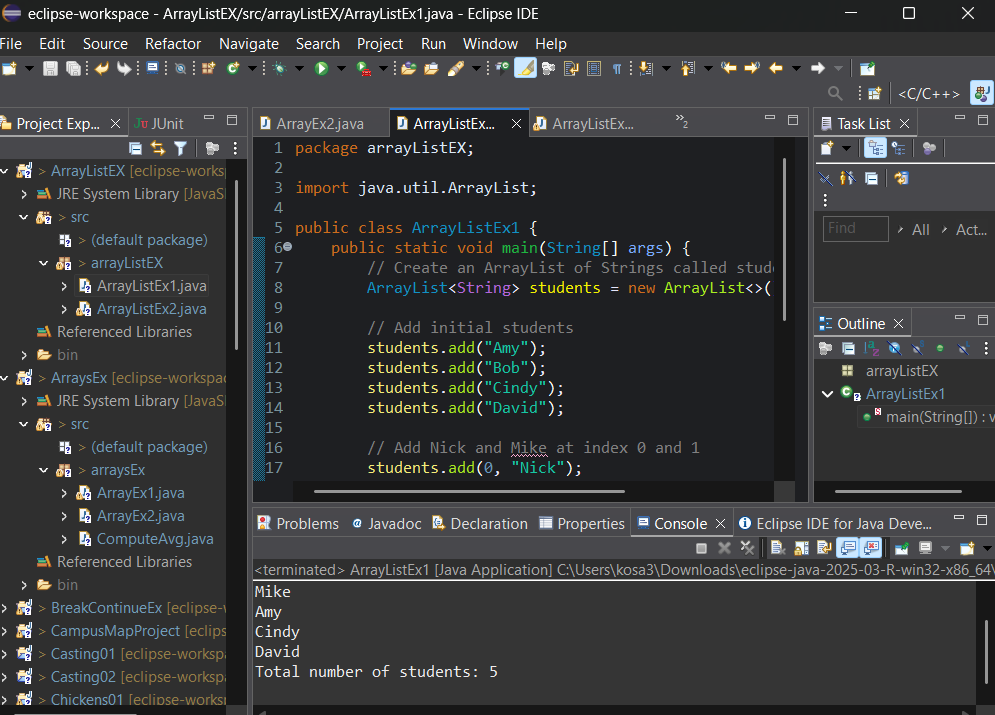 eclipse-workspace - ArrayListEX/src/arrayListEX/ArrayListEx1.java - Eclipse IDE
File Edit Source Refactor Navigate Search Project Run Window Help
<C/C++>
Project Exp...
JUnit
> ArrayListEX [eclipse-works
JRE System Library [JavaS
> src
> (default package)
> arrayListEX
ArrayListEx1.java
ArrayListEx2.java
Referenced Libraries
bin
> ArraysEx [eclipse-workspac
JRE System Library [JavaS
> src
> (default package)
> arraysEx
ArrayEx1.java
ArrayEx2.java
ComputeAvg.java
Referenced Libraries
bin
> BreakContinueEx [eclipse-w
> CampusMapProject [eclips
> Casting01 [eclipse-workspa
> Casting02 [eclipse-workspa
> Chickens01 [eclipse-works
ArrayEx2.java
ArrayListEx...
ArrayListEx...
»2
1 package arrayListEX;
2
3 import java.util.ArrayList;
4
5 public class ArrayListEx1 {
6 public static void main(String[] args) {
7 // Create an ArrayList of Strings called stud
8 ArrayList<String> students = new ArrayList<>(
9
10 // Add initial students
11 students.add("Amy");
12 students.add("Bob");
13 students.add("Cindy");
14 students.add("David");
15
16 // Add Nick and Mike at index 0 and 1
17 students.add(0, "Nick");
Task List
Find
All
Act...
Outline
arrayListEX
ArrayListEx1
main(String[]) : v
Problems
Javadoc
Declaration
Properties
Console
Eclipse IDE for Java Deve...
<terminated> ArrayListEx1 [Java Application] C:\Users\kosa3\Downloads\eclipse-java-2025-03-R-win32-x86_64\
Mike
Amy
Cindy
David
Total number of students: 5